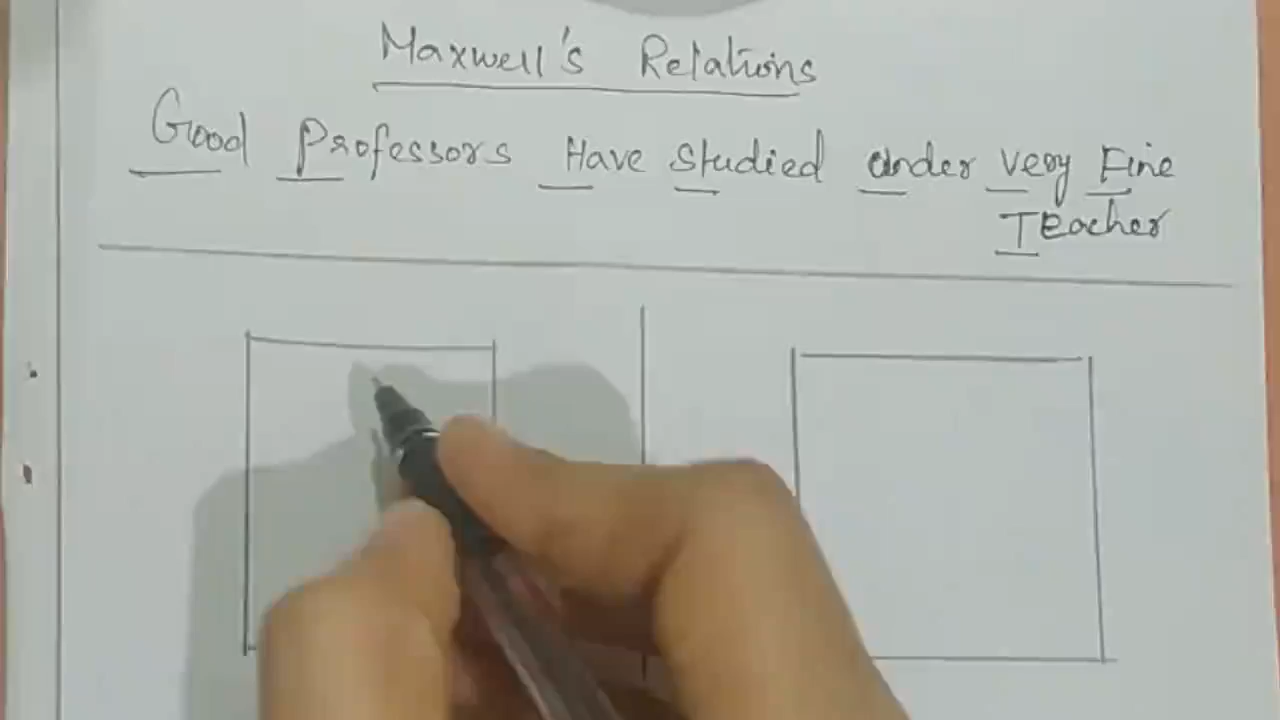 Maxwell's Relations
Good Professors Have Studied under very Fine
Teacher